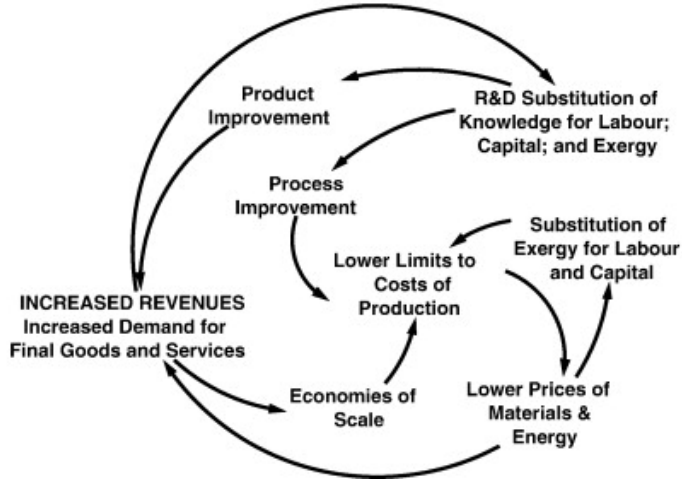 Product
Improvement
R&D Substitution of
Knowledge for Labour;
Capital; and Exergy
Process
Improvement
Substitution of
Exergy for Labour
and Capital
Lower Limits to
Costs of
Production
INCREASED REVENUES
Increased Demand for
Final Goods and Services
Economies of
Scale
Lower Prices of
Materials &
Energy